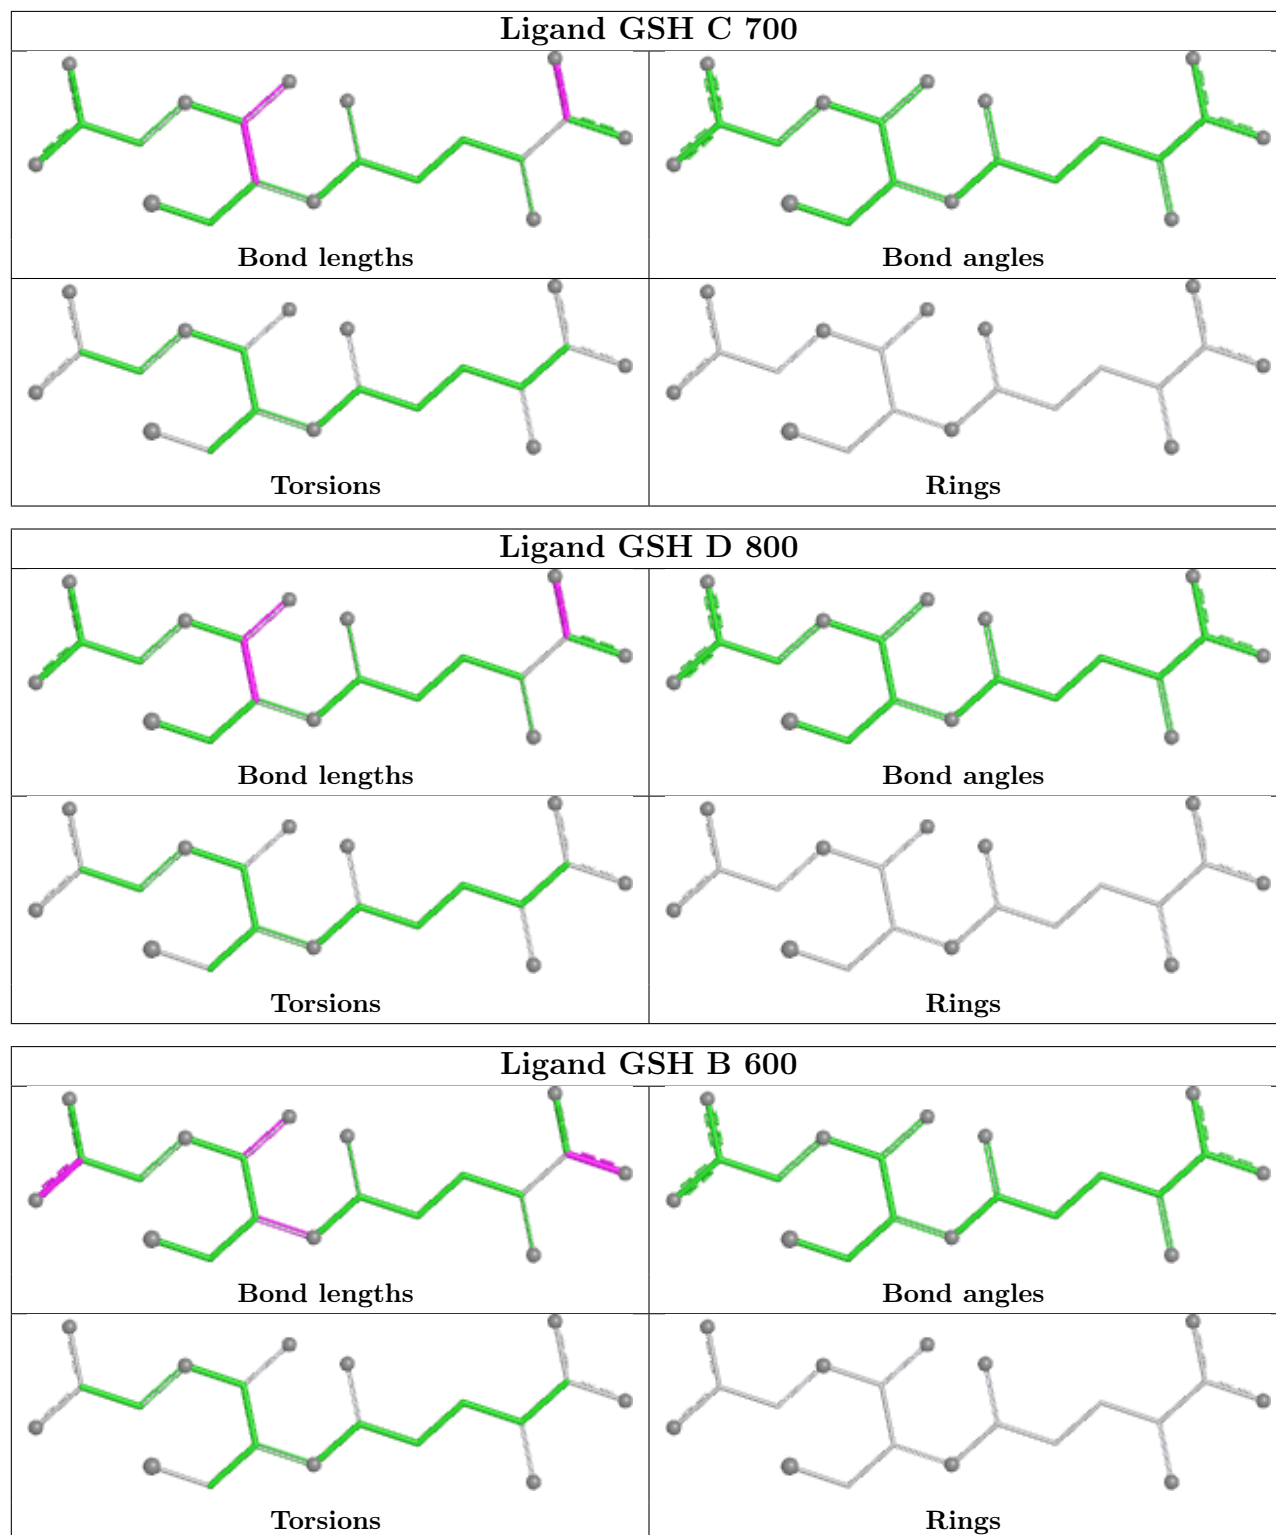 Ligand GSH C 700
Bond lengths
Bond angles
Torsions
Rings
Ligand GSH D 800
Bond lengths
Bond angles
Torsions
Rings
Ligand GSH B 600
Bond lengths
Bond angles
Torsions
Rings